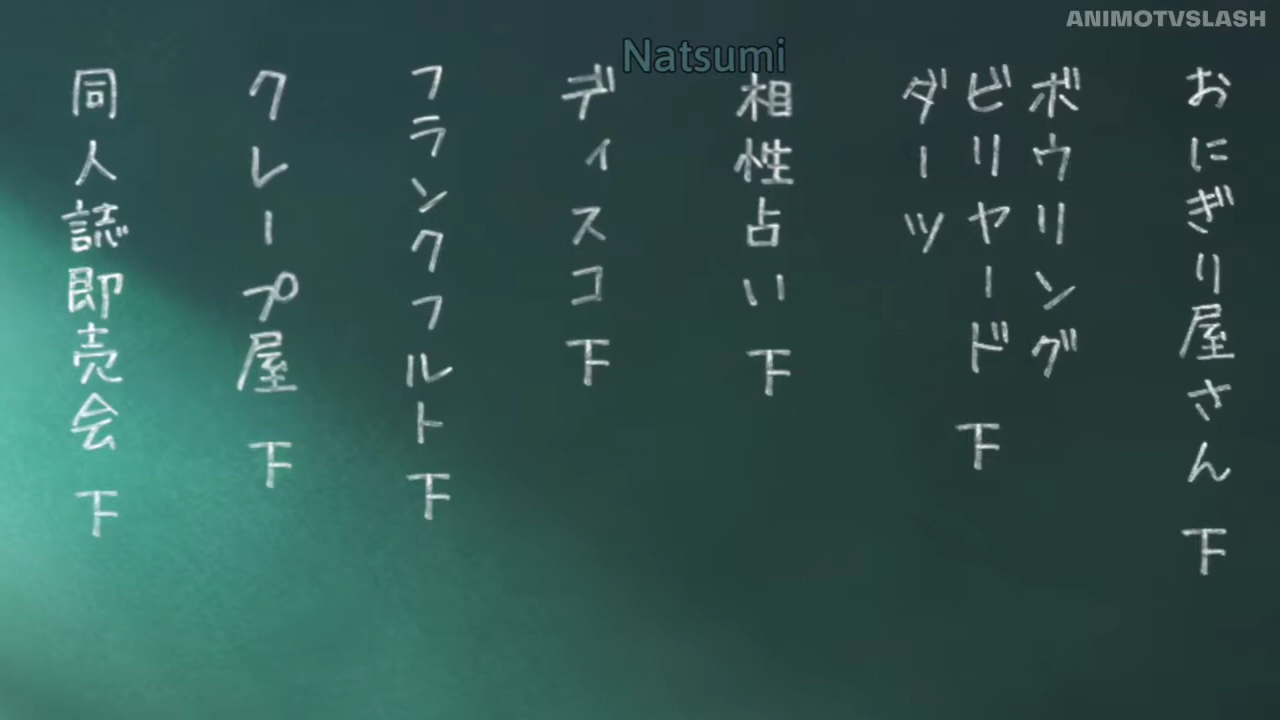 ANIMOTVSLASH
Natsumi
おにぎり屋さん 下
ボウリング
ビリヤード 下
ダーツ
相性占い 下
ディスコ 下
フランクフルト 下
クレープ屋 下
同人誌即売会 下